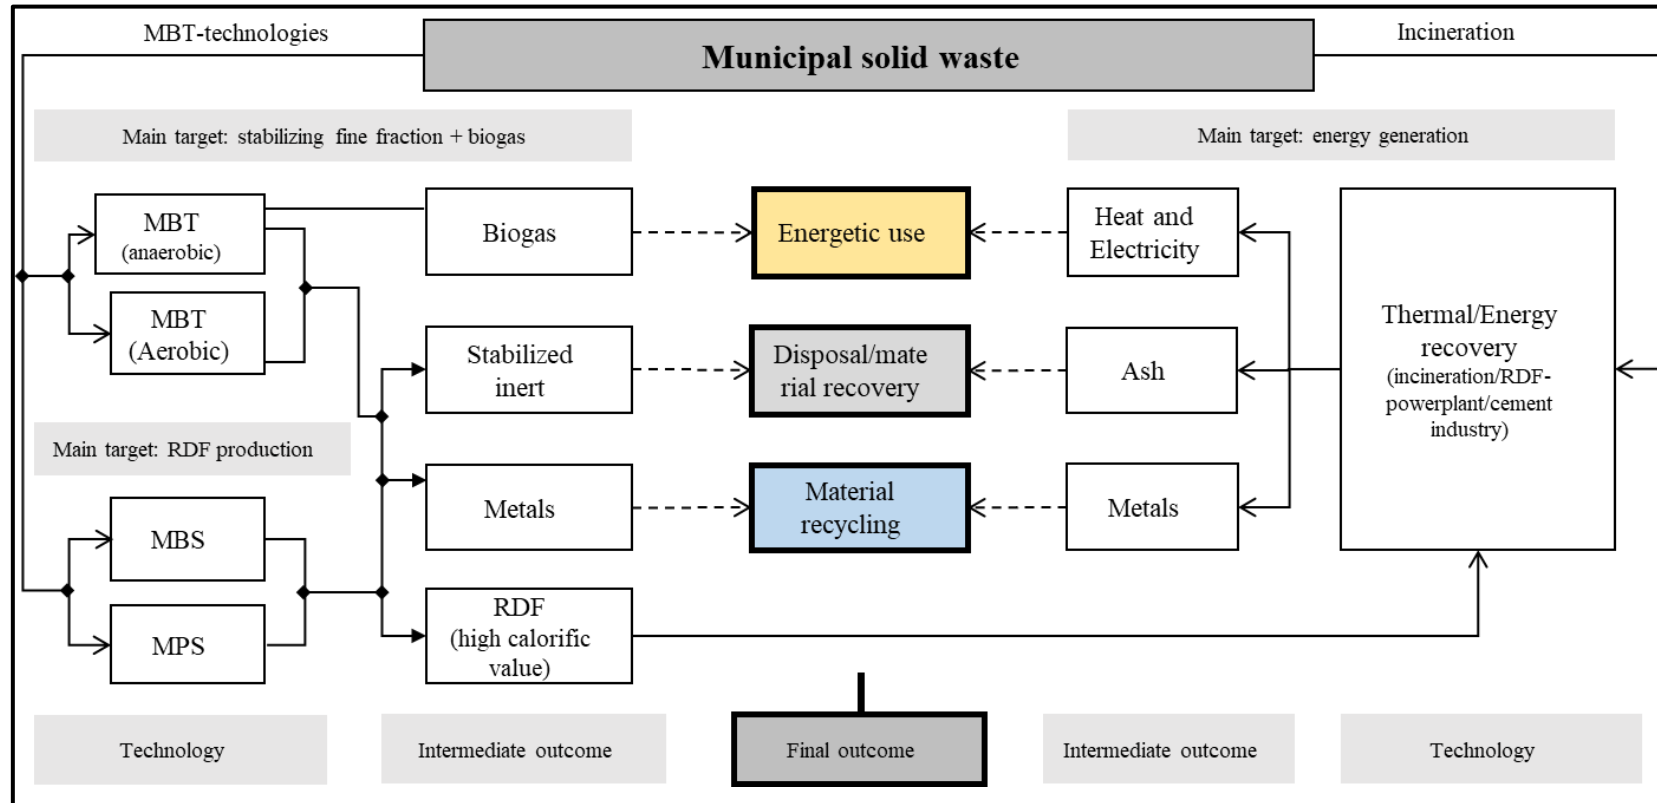 MBT-technologies
Municipal solid waste
Incineration
Main target: stabilizing fine fraction + biogas
Main target: energy generation
MBT
(anaerobic)
Biogas
Energetic use
Heat and
Electricity
MBT
(Aerobic)
Stabilized
inert
Disposal/mate
rial recovery
Ash
Thermal/Energy
recovery
(incineration/RDF-
powerplant/cement
industry)
Main target: RDF production
Metals
Material
recycling
Metals
MBS
MPS
RDF
(high calorific
value)
Technology
Intermediate outcome
Final outcome
Intermediate outcome
Technology